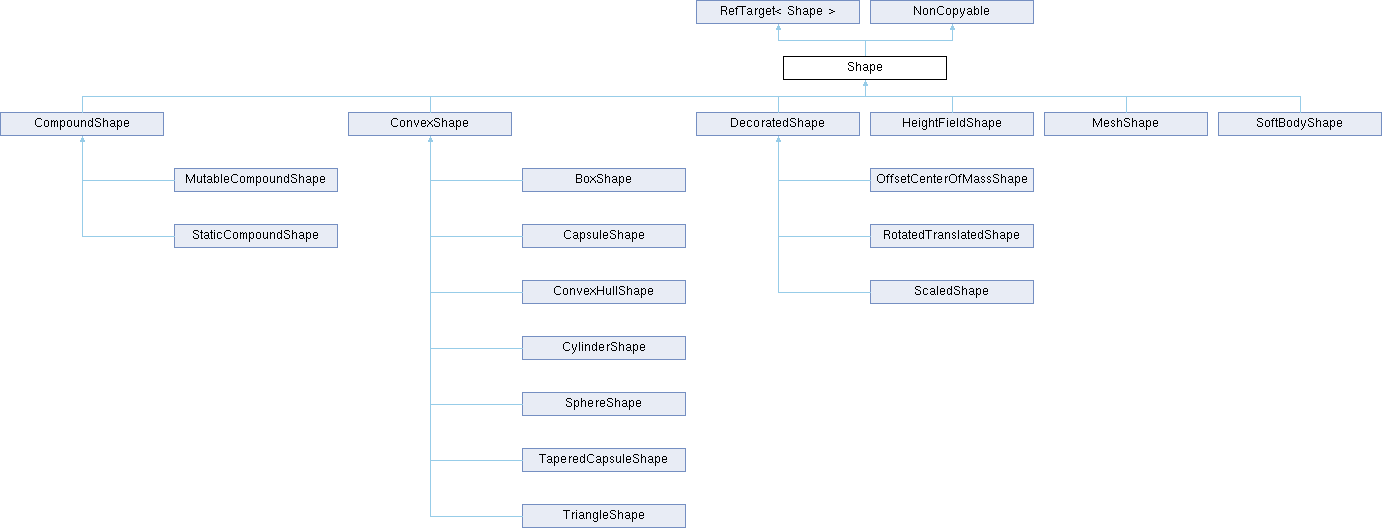 RefTarget< Shape >
NonCopyable
Shape
CompoundShape
ConvexShape
DecoratedShape
HeightFieldShape
MeshShape
SoftBodyShape
MutableCompoundShape
BoxShape
OffsetCenterOfMassShape
StaticCompoundShape
CapsuleShape
RotatedTranslatedShape
ConvexHullShape
ScaledShape
CylinderShape
SphereShape
TaperedCapsuleShape
TriangleShape